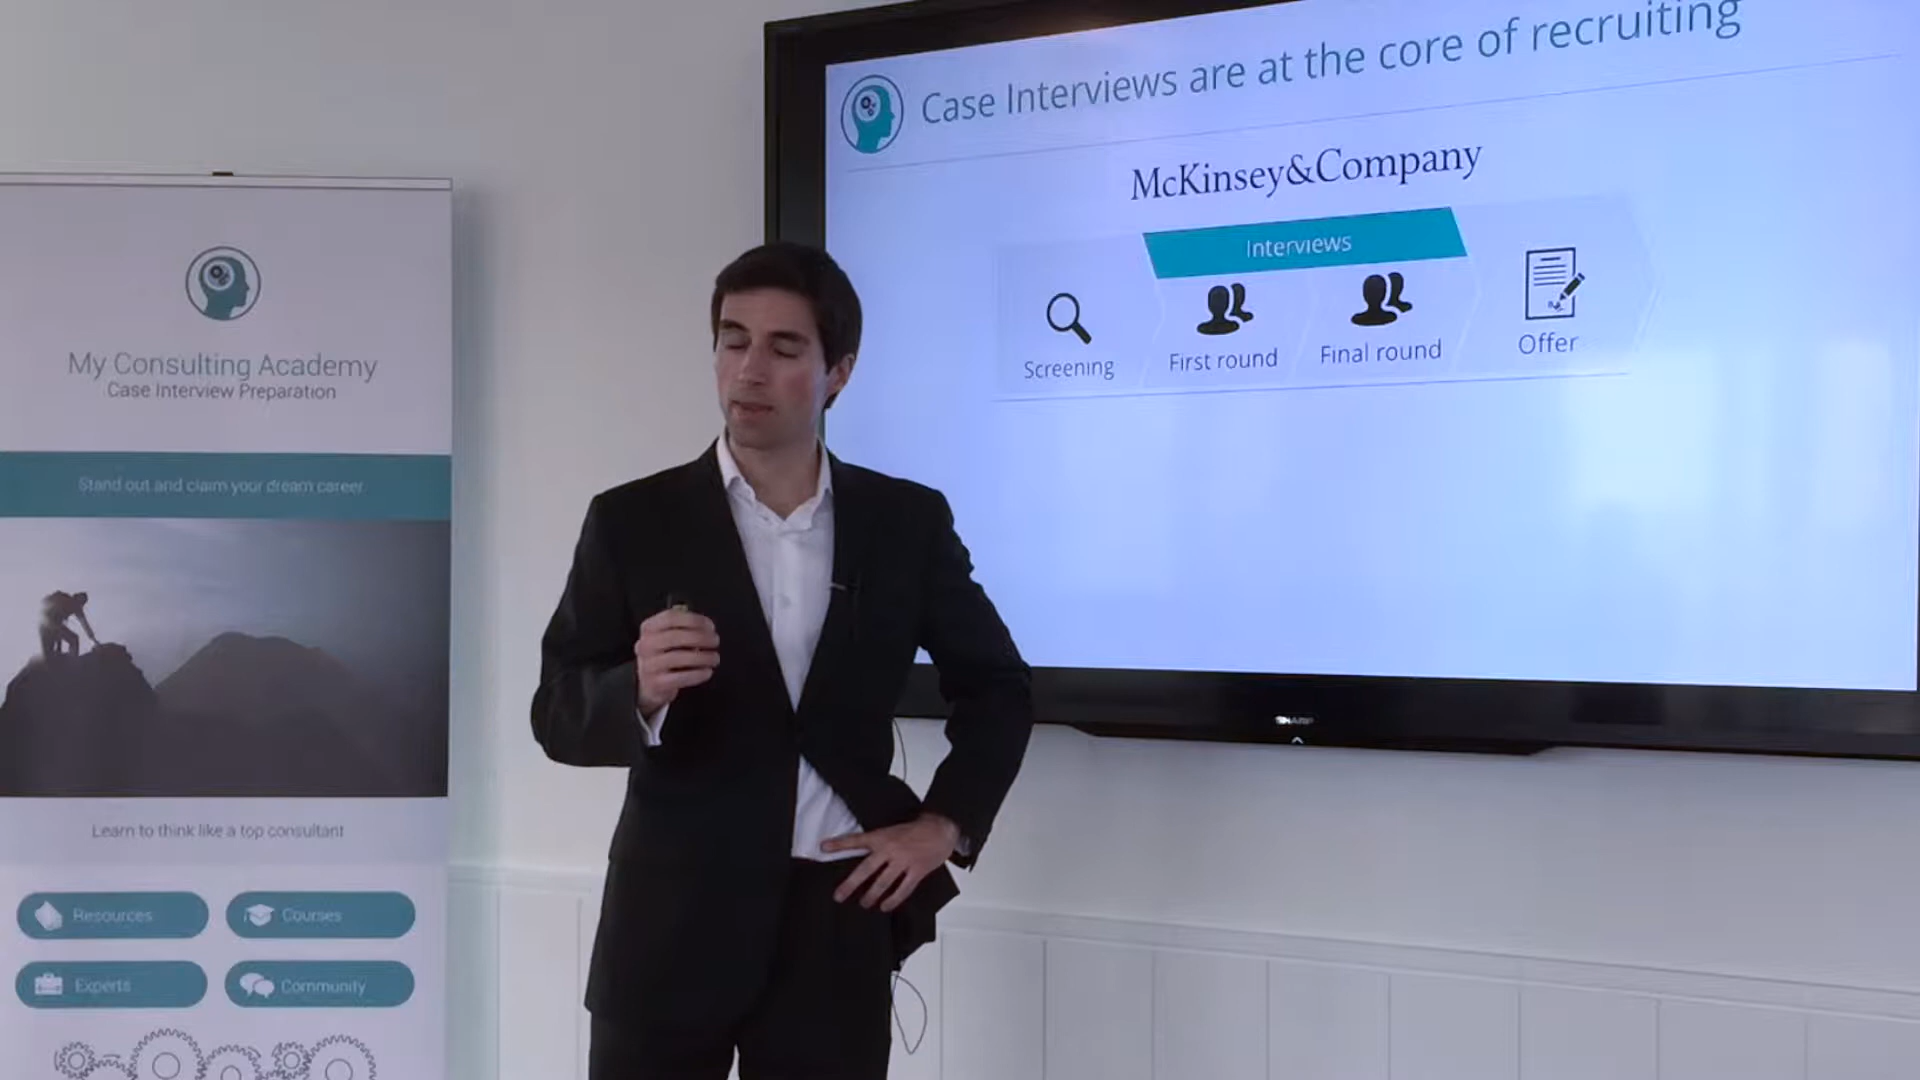 My Consulting Academy
Case Interview Preparation
Stand out and claim your dream career
Learn to think like a top consultant
Resources
Courses
Experts
Community
Case Interviews are at the core of recruiting
McKinsey&Company
Interviews
Screening
First round
Final round
Offer
SHARP